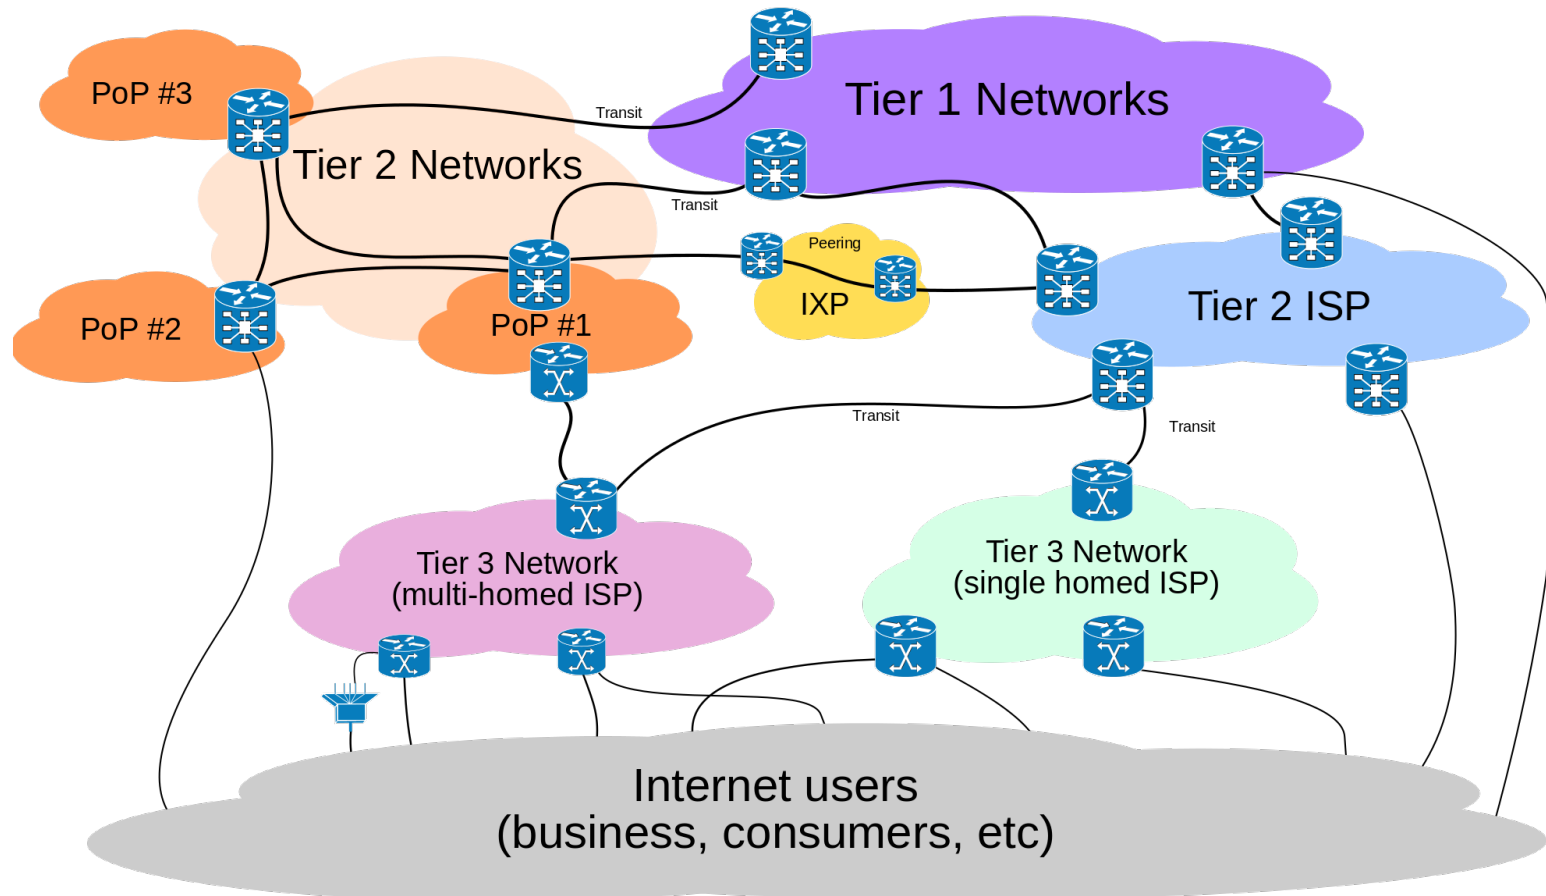 PoP #3
Transit
Tier 1 Networks
Tier 2 Networks
Transit
Peering
IXP
Tier 2 ISP
PoP #2
PoP #1
Transit
Transit
Tier 3 Network
(multi-homed ISP)
Tier 3 Network
(single homed ISP)
Internet users
(business, consumers, etc)